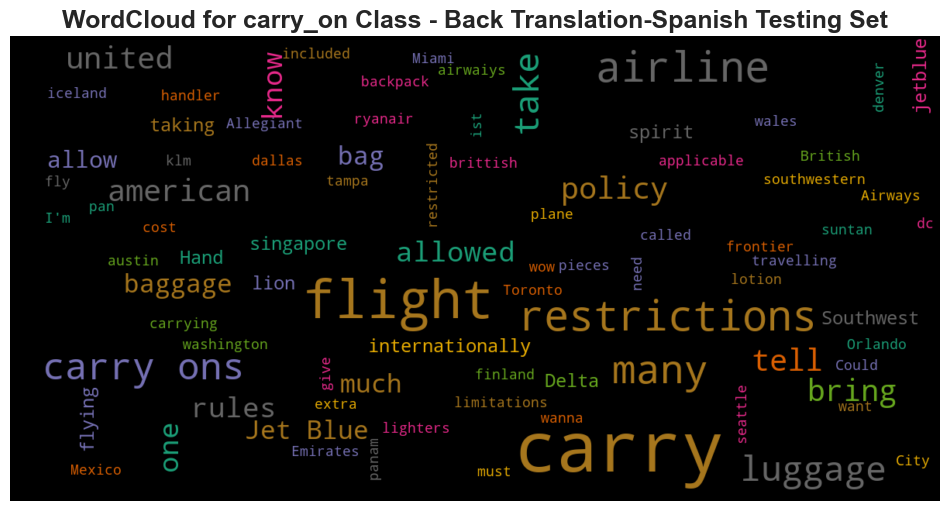 WordCloud for carry_on Class - Back Translation-Spanish Testing Set
united
included
Miami
airline
jetblue
know
take
airwaiys
backpack
denver
iceland
handler
taking
Allegiant
ryanair
ist
spirit
wales
allow
klm
dallas
bag
brittish
applicable
British
fly
american
tampa
restricted
policy
southwestern
Airways
I'm
pan
cost
plane
called
suntan
dc
austin
Hand
singapore
allowed
wow
pieces
need
frontier
travelling
lotion
baggage
lion
flight
Toronto
restrictions
Southwest
carrying
washington
internationally
Orlando
carry ons
give
much
finland
Delta
many
tell
Could
bring
flying
rules
extra
limitations
wanna
seattle
want
one
Jet Blue
lighters
Mexico
Emirates
panam
must
carry
luggage
City